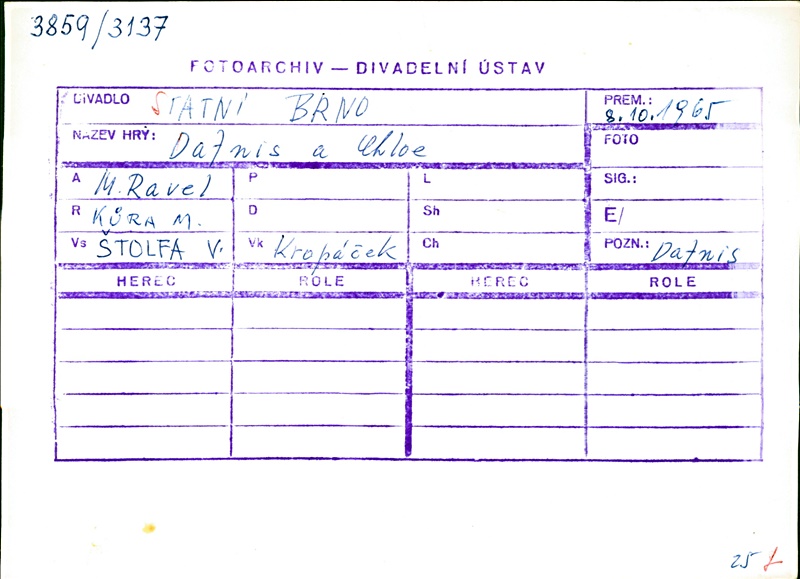 3859/3137
FOTOARCHIV — DIVADELNÍ ÚSTAV
DIVADLO STATNÍ BRNO PREM.: 8.10.1965
NÁZEV HRY: Dafnis a Chloe FOTO
A M. Ravel P L SIG.:
R KŮRA M. D Sh E/
Vs ŠTOLFA V. Vk Kropáček Ch POZN.: Dafnis
HEREC ROLE HEREC ROLE
25